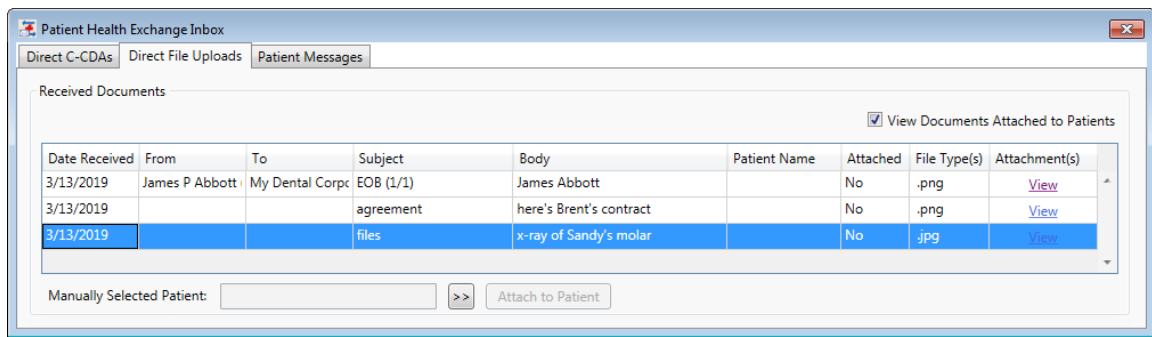 Patient Health Exchange Inbox
Direct C-CDAs Direct File Uploads Patient Messages
Received Documents
View Documents Attached to Patients
Date Received From To Subject Body Patient Name Attached File Type(s) Attachment(s)
3/13/2019 James P Abbott My Dental Corpo EOB (1/1) James Abbott No .png View
3/13/2019 agreement here's Brent's contract No .png View
3/13/2019 files x-ray of Sandy's molar No .jpg View
Manually Selected Patient: >> Attach to Patient